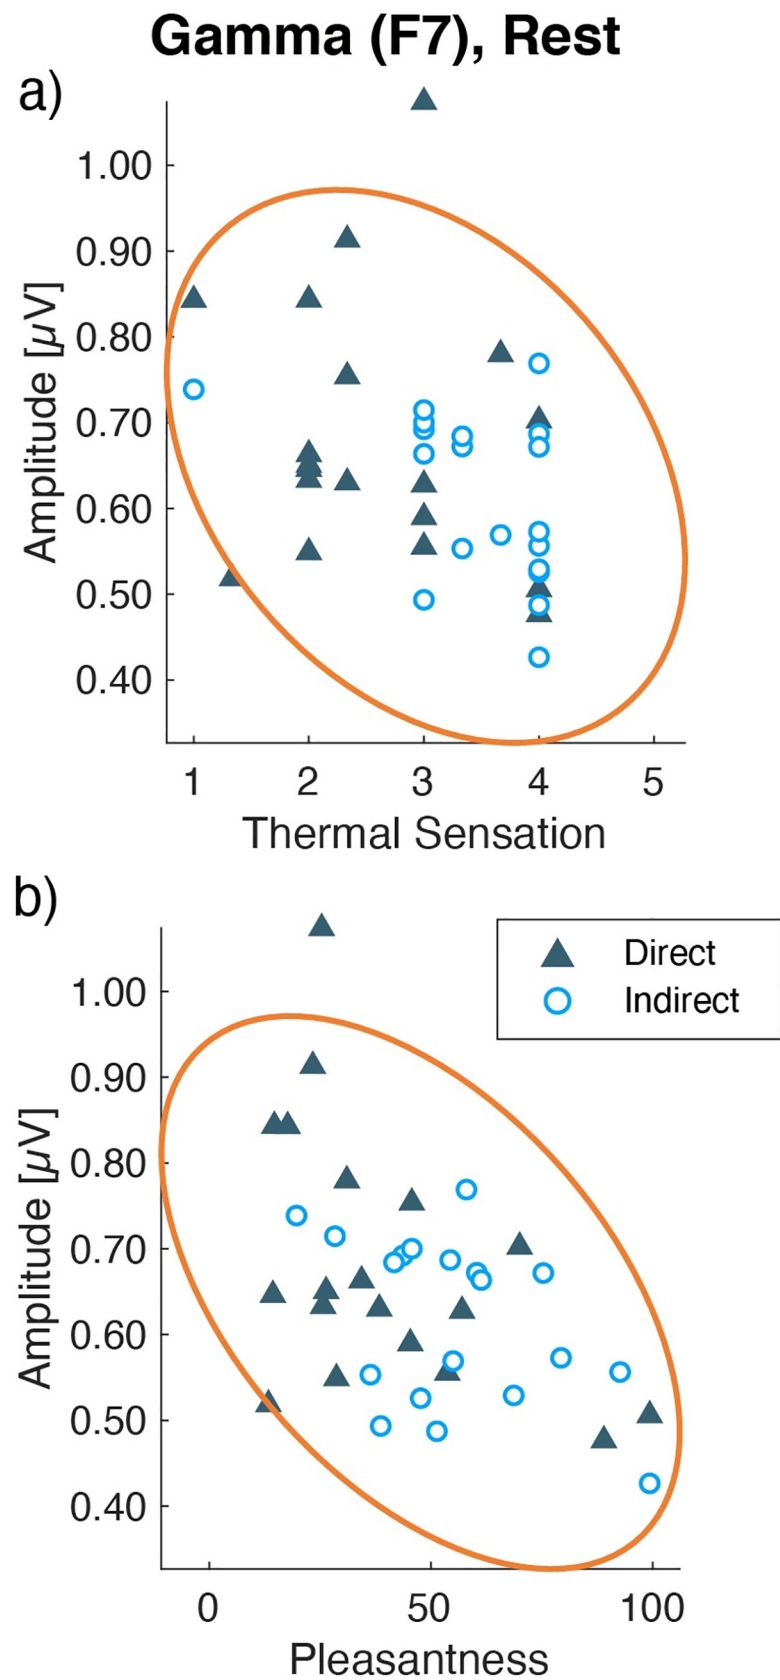 Gamma (F7), Rest
a)
1.00
0.90
0.80
0.70
0.60
0.50
0.40
Amplitude [µV]
1 2 3 4 5
Thermal Sensation
b)
Direct
Indirect
1.00
0.90
0.80
0.70
0.60
0.50
0.40
Amplitude [µV]
0 50 100
Pleasantness